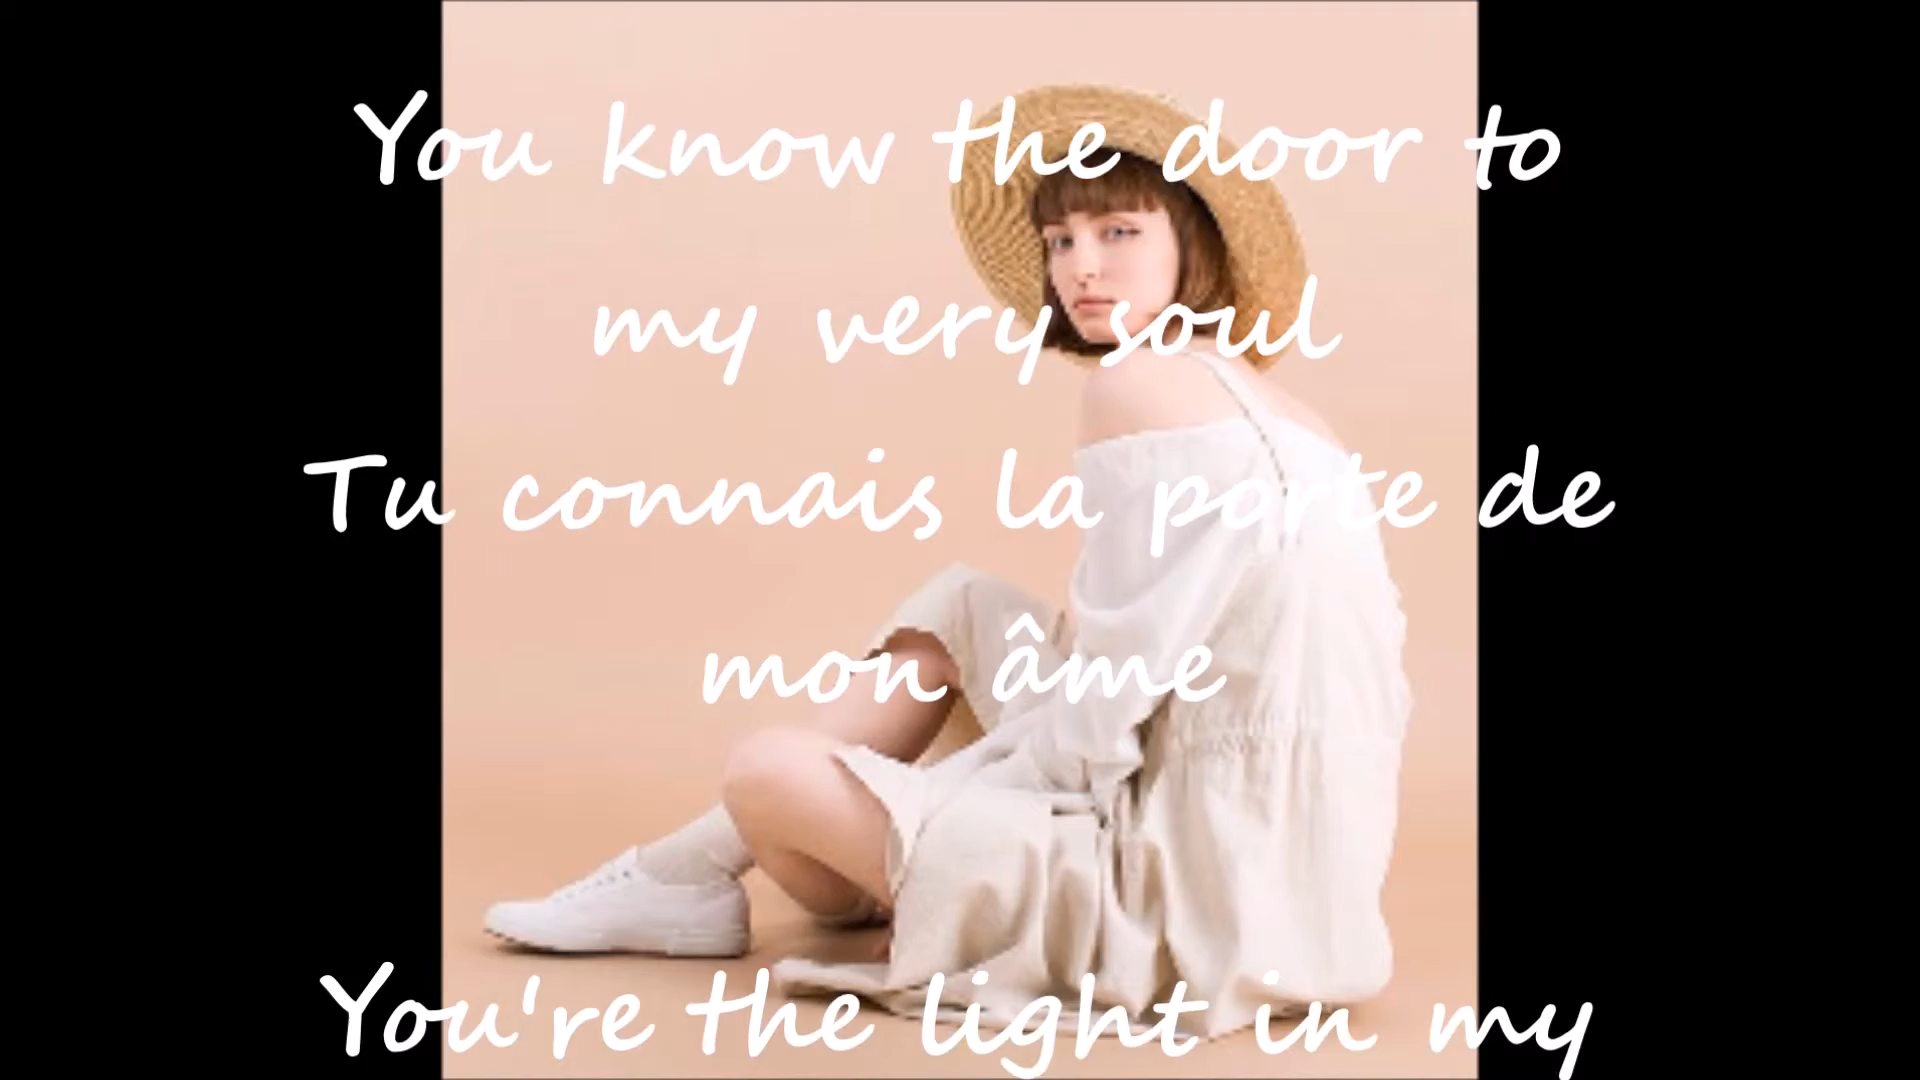 You know the door to
my very soul
Tu connais la porte de
mon âme
You're the light in my